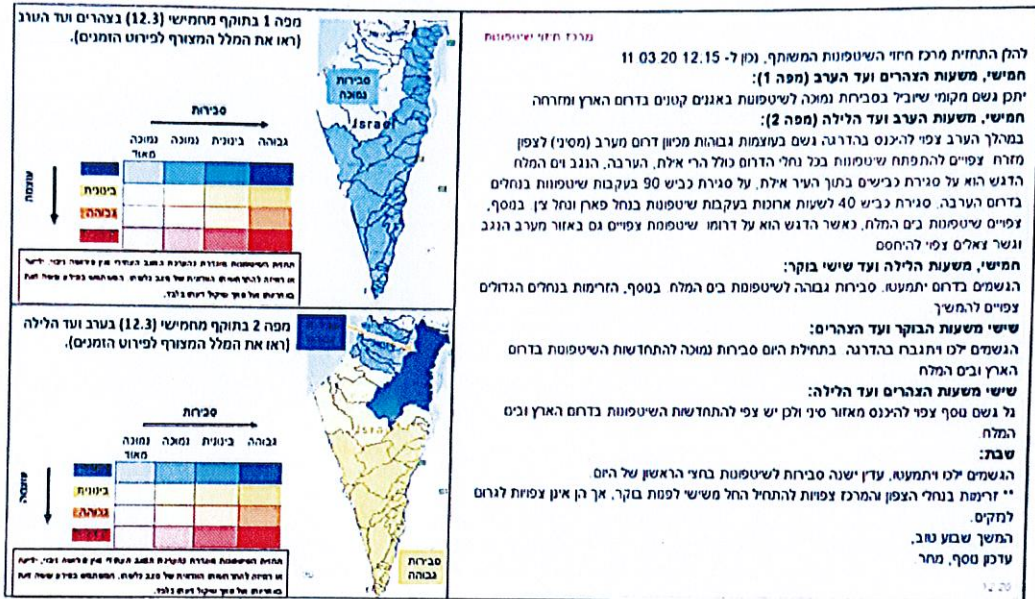 מרכז חיזוי שיטפונות
להלן התחזית מרכז חיזוי השיטפונות המשותף, נכון ל- 12.15 11 03 20
חמישי, משעות הצהרים ועד הערב (מפה 1):
יתכן גשם מקומי שיוביל בסבירות נמוכה לשיטפונות באגנים קטנים בדרום הארץ ומזרחה
חמישי, משעות הערב ועד הלילה (מפה 2):
במהלך הערב צפוי להיכנס בהדרגה גשם בעוצמות גבוהות מכיוון דרום מערב (מסיני) לצפון
מזרח צפויים להתפתח שיטפונות בכל נחלי הדרום כולל הרי אילת, הערבה, הנגב וים המלח
הדגש הוא על סגירת כבישים בתוך העיר אילת, על סגירת כביש 90 בעקבות שיטפונות בנחלים
בדרום הערבה, סגירת כביש 40 לשעות ארוכות בעקבות שיטפונות בנחל פארן ונחל צין. בנוסף,
צפויים שיטפונות בים המלח, כאשר הדגש הוא על דרומו שיטפונות צפויים גם באזור מערב הנגב
וגשר צאלים צפוי להיחסם
חמישי, משעות הלילה ועד שישי בוקר:
הגשמים בדרום יתמעטו. סבירות גבוהה לשיטפונות בים המלח בנוסף, הזרימות בנחלים הגדולים
צפויים להמשיך
שישי משעות הבוקר ועד הצהרים:
הגשמים ילכו ויתגברו בהדרגה בתחילת היום סבירות נמוכה להתחדשות השיטפונות בדרום
הארץ ובים המלח
שישי משעות הצהרים ועד הלילה:
גל גשם נוסף צפוי להיכנס מאזור סיני ולכן יש צפי להתחדשות השיטפונות בדרום הארץ ובים
המלח
שבת:
הגשמים ילכו ויתמעטו, עדין ישנה סבירות לשיטפונות בחצי הראשון של היום.
** זרימות בנחלי הצפון והמרכז צפויות להתחיל החל משישי לפנות בוקר, אך הן אינן צפויות לגרום
לנזקים.
המשך שבוע טוב,
עדכון נוסף, מחר.
מפה 1 בתוקף מחמישי (12.3) בצהרים ועד הערב
(ראו את המלל המצורף לפירוט הזמנים).
סבירות
נמוכה
Israel
סבירות
גבוהה בינונית נמוכה נמוכה מאוד
עוצמה
בינונית
גבוהה
מפה 2 בתוקף מחמישי (12.3) בערב ועד הלילה
(ראו את המלל המצורף לפירוט הזמנים).
סבירות
גבוהה בינונית נמוכה נמוכה מאוד
עוצמה
בינונית
גבוהה
סבירות
גבוהה